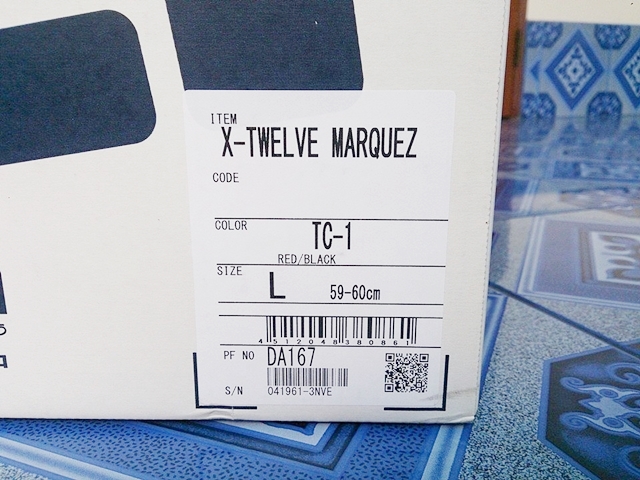 ITEM
X-TWELVE MARQUEZ
CODE
COLOR
TC-1
RED/BLACK
SIZE
L 59-60cm
4512048380861
PF NO DA167
S/N 041961-3NVE